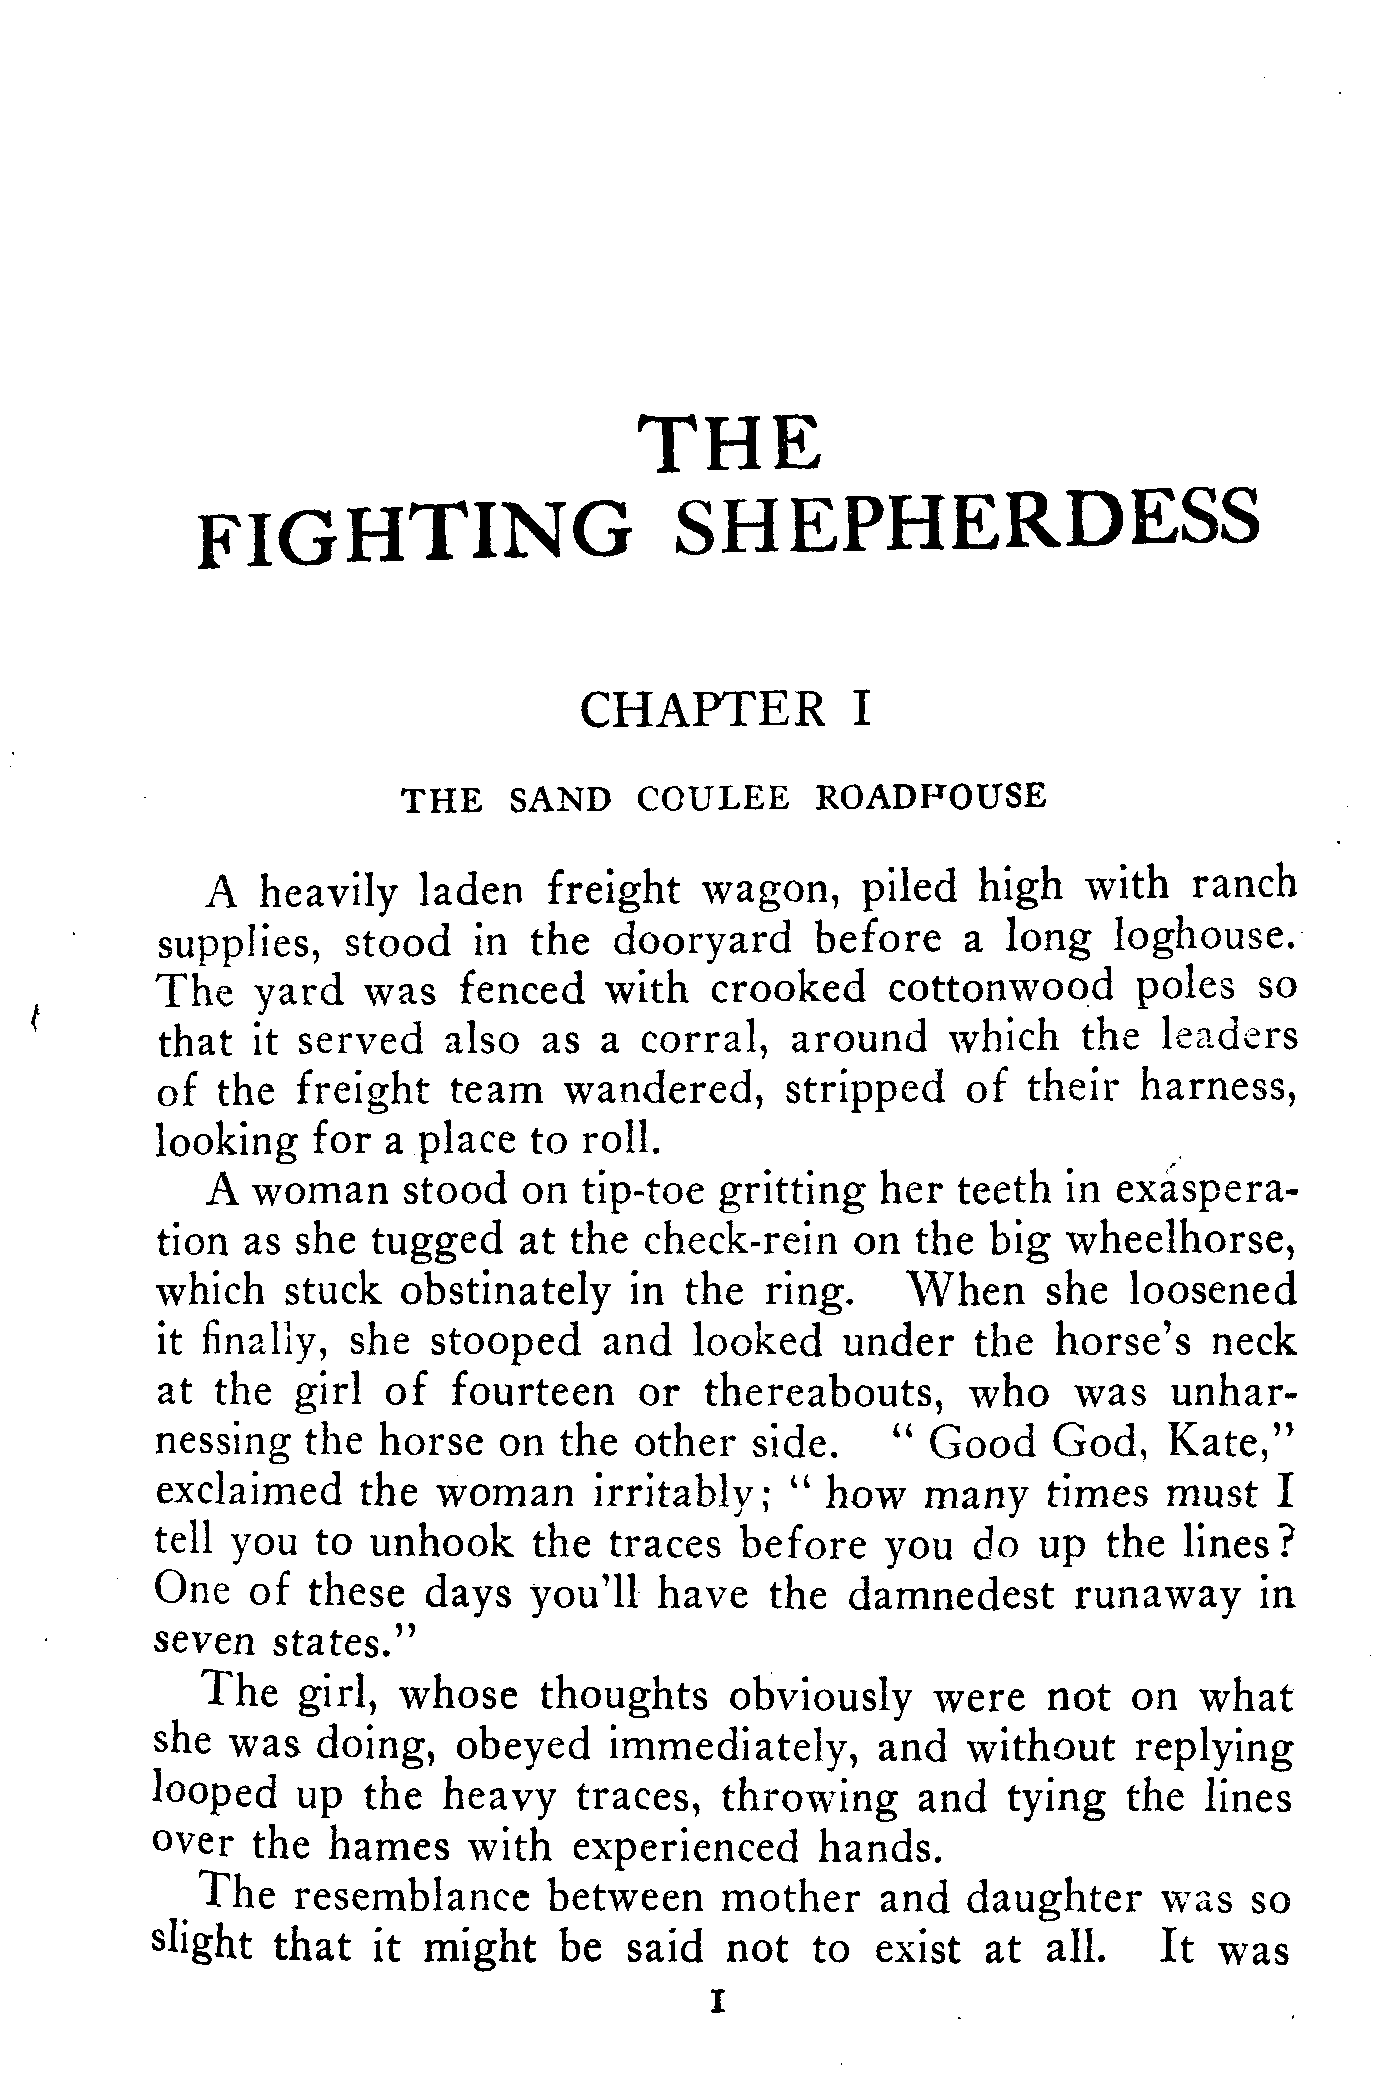 THE
FIGHTING SHEPHERDESS
CHAPTER I
THE SAND COULEE ROADHOUSE
A heavily laden freight wagon, piled high with ranch
supplies, stood in the dooryard before a long loghouse.
The yard was fenced with crooked cottonwood poles so
that it served also as a corral, around which the leaders
of the freight team wandered, stripped of their harness,
looking for a place to roll.
A woman stood on tip-toe gritting her teeth in exaspera-
tion as she tugged at the check-rein on the big wheelhorse,
which stuck obstinately in the ring. When she loosened
it finally, she stooped and looked under the horse's neck
at the girl of fourteen or thereabouts, who was unhar-
nessing the horse on the other side. " Good God, Kate,"
exclaimed the woman irritably; " how many times must I
tell you to unhook the traces before you do up the lines?
One of these days you'll have the damnedest runaway in
seven states."
The girl, whose thoughts obviously were not on what
she was doing, obeyed immediately, and without replying
looped up the heavy traces, throwing and tying the lines
over the hames with experienced hands.
The resemblance between mother and daughter was so
slight that it might be said not to exist at all. It was
I